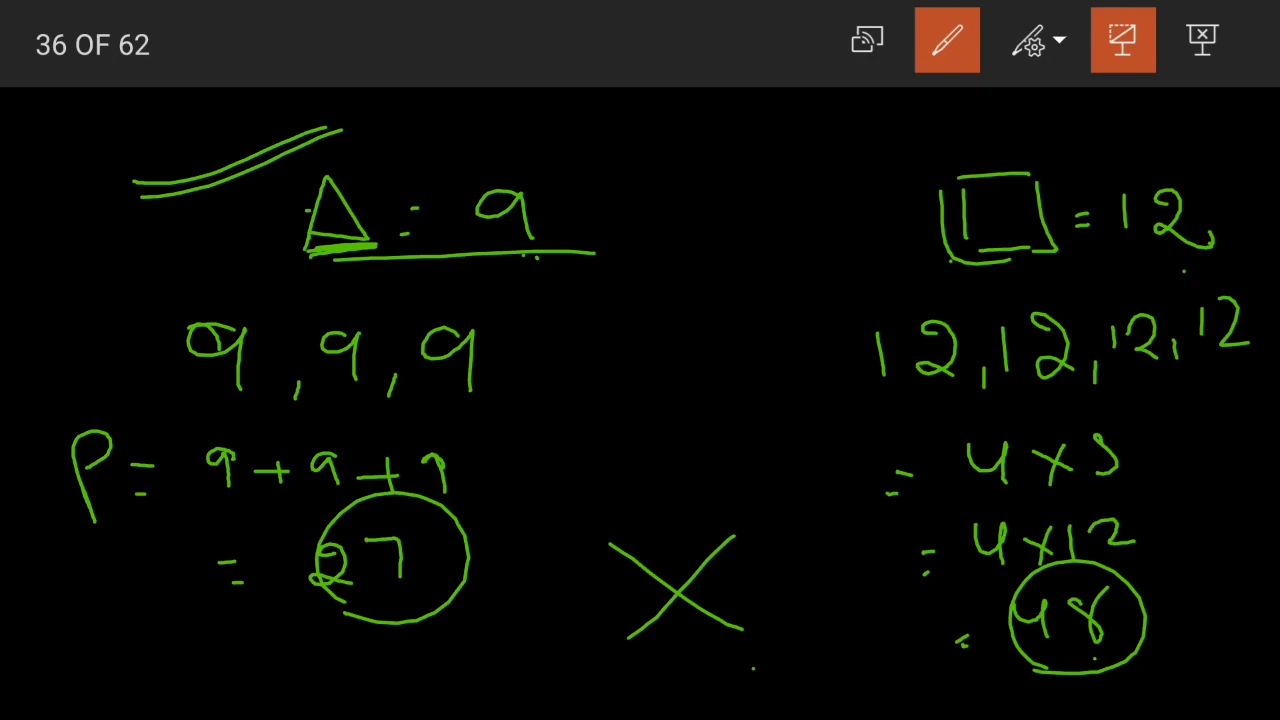 36 OF 62
△ = 9
□ = 12
9, 9, 9
12, 12, 12, 12
P = 9 + 9 + 9
= 4 × s
= 27
= 4 × 12
= 48